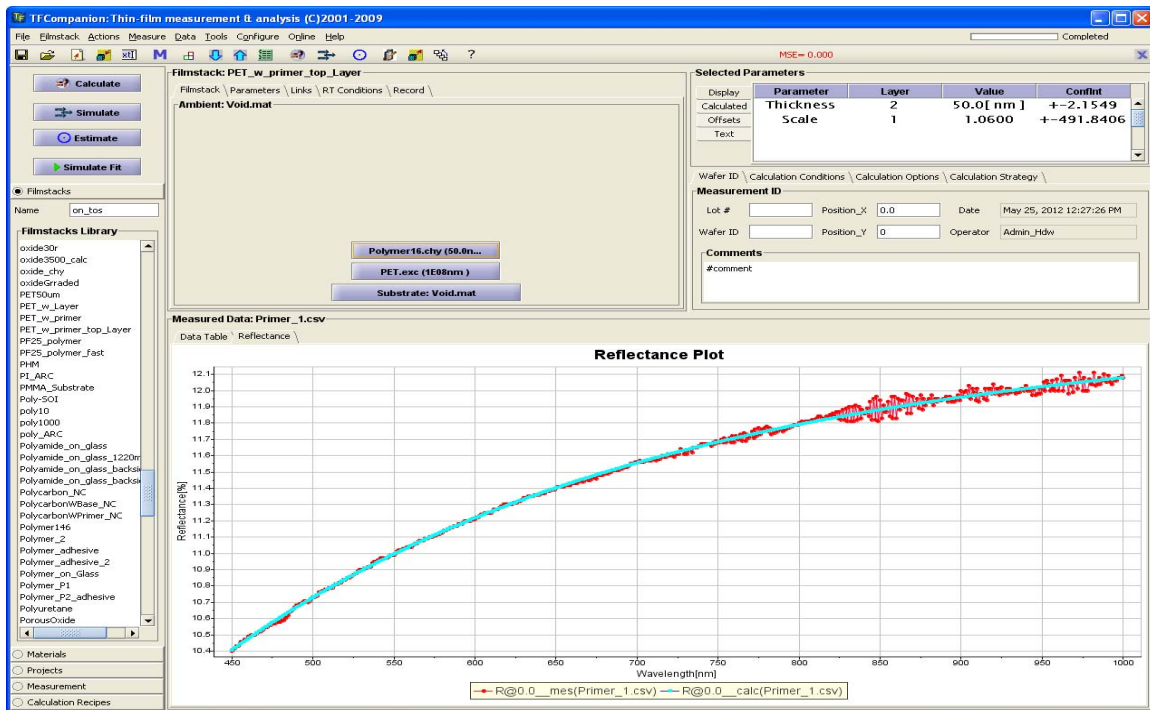 TFCompanion: Thin-film measurement & analysis (C)2001-2009
File Filmstack Actions Measure Data Tools Configure Online Help
Completed
xtl M ?
MSE= 0.000
Calculate
Simulate
Estimate
Simulate Fit
Filmstacks
Name on_tos
Filmstacks Library
oxide30r
oxide3500_calc
oxide_chy
oxideGrraded
PET50um
PET_w_Layer
PET_w_primer
PET_w_primer_top_Layer
PF25_polymer
PF25_polymer_fast
PHM
PI_ARC
PMMA_Substrate
Poly-SOI
poly10
poly1000
poly_ARC
Polyamide_on_glass
Polyamide_on_glass_1220m
Polyamide_on_glass_backsi
Polyamide_on_glass_backsi
Polycarbon_NC
PolycarbonWBase_NC
PolycarbonWPrimer_NC
Polymer146
Polymer_2
Polymer_adhesive
Polymer_adhesive_2
Polymer_on_Glass
Polymer_P1
Polymer_P2_adhesive
Polyuretane
PorousOxide
Materials
Projects
Measurement
Calculation Recipes
Filmstack: PET_w_primer_top_Layer
Filmstack Parameters Links RT Conditions Record
Ambient: Void.mat
Polymer16.chy (50.0n...
PET.exc (1E08nm )
Substrate: Void.mat
Selected Parameters
Display
Calculated
Offsets
Text
Parameter Layer Value ConfInt
Thickness 2 50.0[ nm ] +-2.1549
Scale 1 1.0600 +-491.8406
Wafer ID Calculation Conditions Calculation Options Calculation Strategy
Measurement ID
Lot # Position_X 0.0 Date May 25, 2012 12:27:26 PM
Wafer ID Position_Y 0 Operator Admin_Hdw
Comments
#comment
Measured Data: Primer_1.csv
Data Table Reflectance
Reflectance Plot
12.1
12.0
11.9
11.8
11.7
11.6
11.5
11.4
11.3
11.2
11.1
11.0
10.9
10.8
10.7
10.6
10.5
10.4
Reflectance[%]
450 500 550 600 650 700 750 800 850 900 950 1000
Wavelength[nm]
R@0.0__mes(Primer_1.csv) R@0.0__calc(Primer_1.csv)